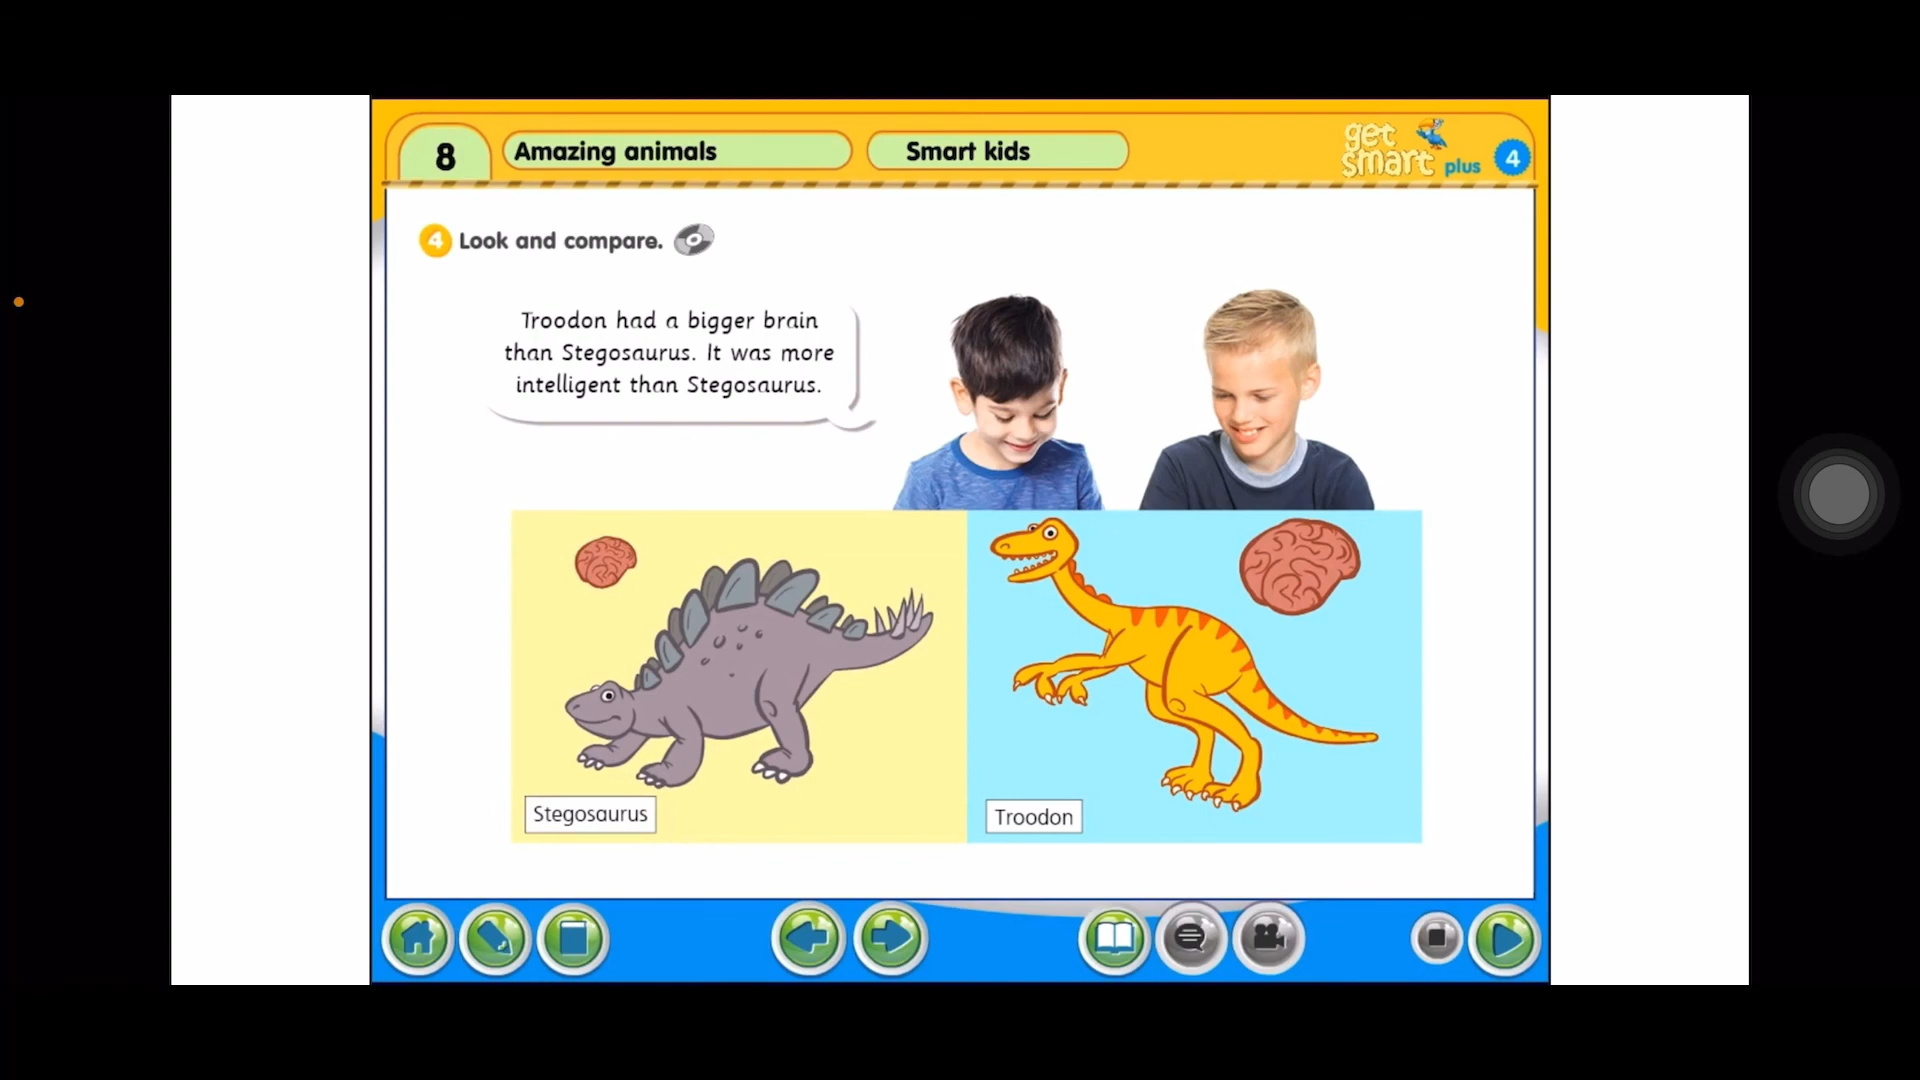 8
Amazing animals
Smart kids
get
smart plus 4
4 Look and compare.
Troodon had a bigger brain
than Stegosaurus. It was more
intelligent than Stegosaurus.
Stegosaurus
Troodon